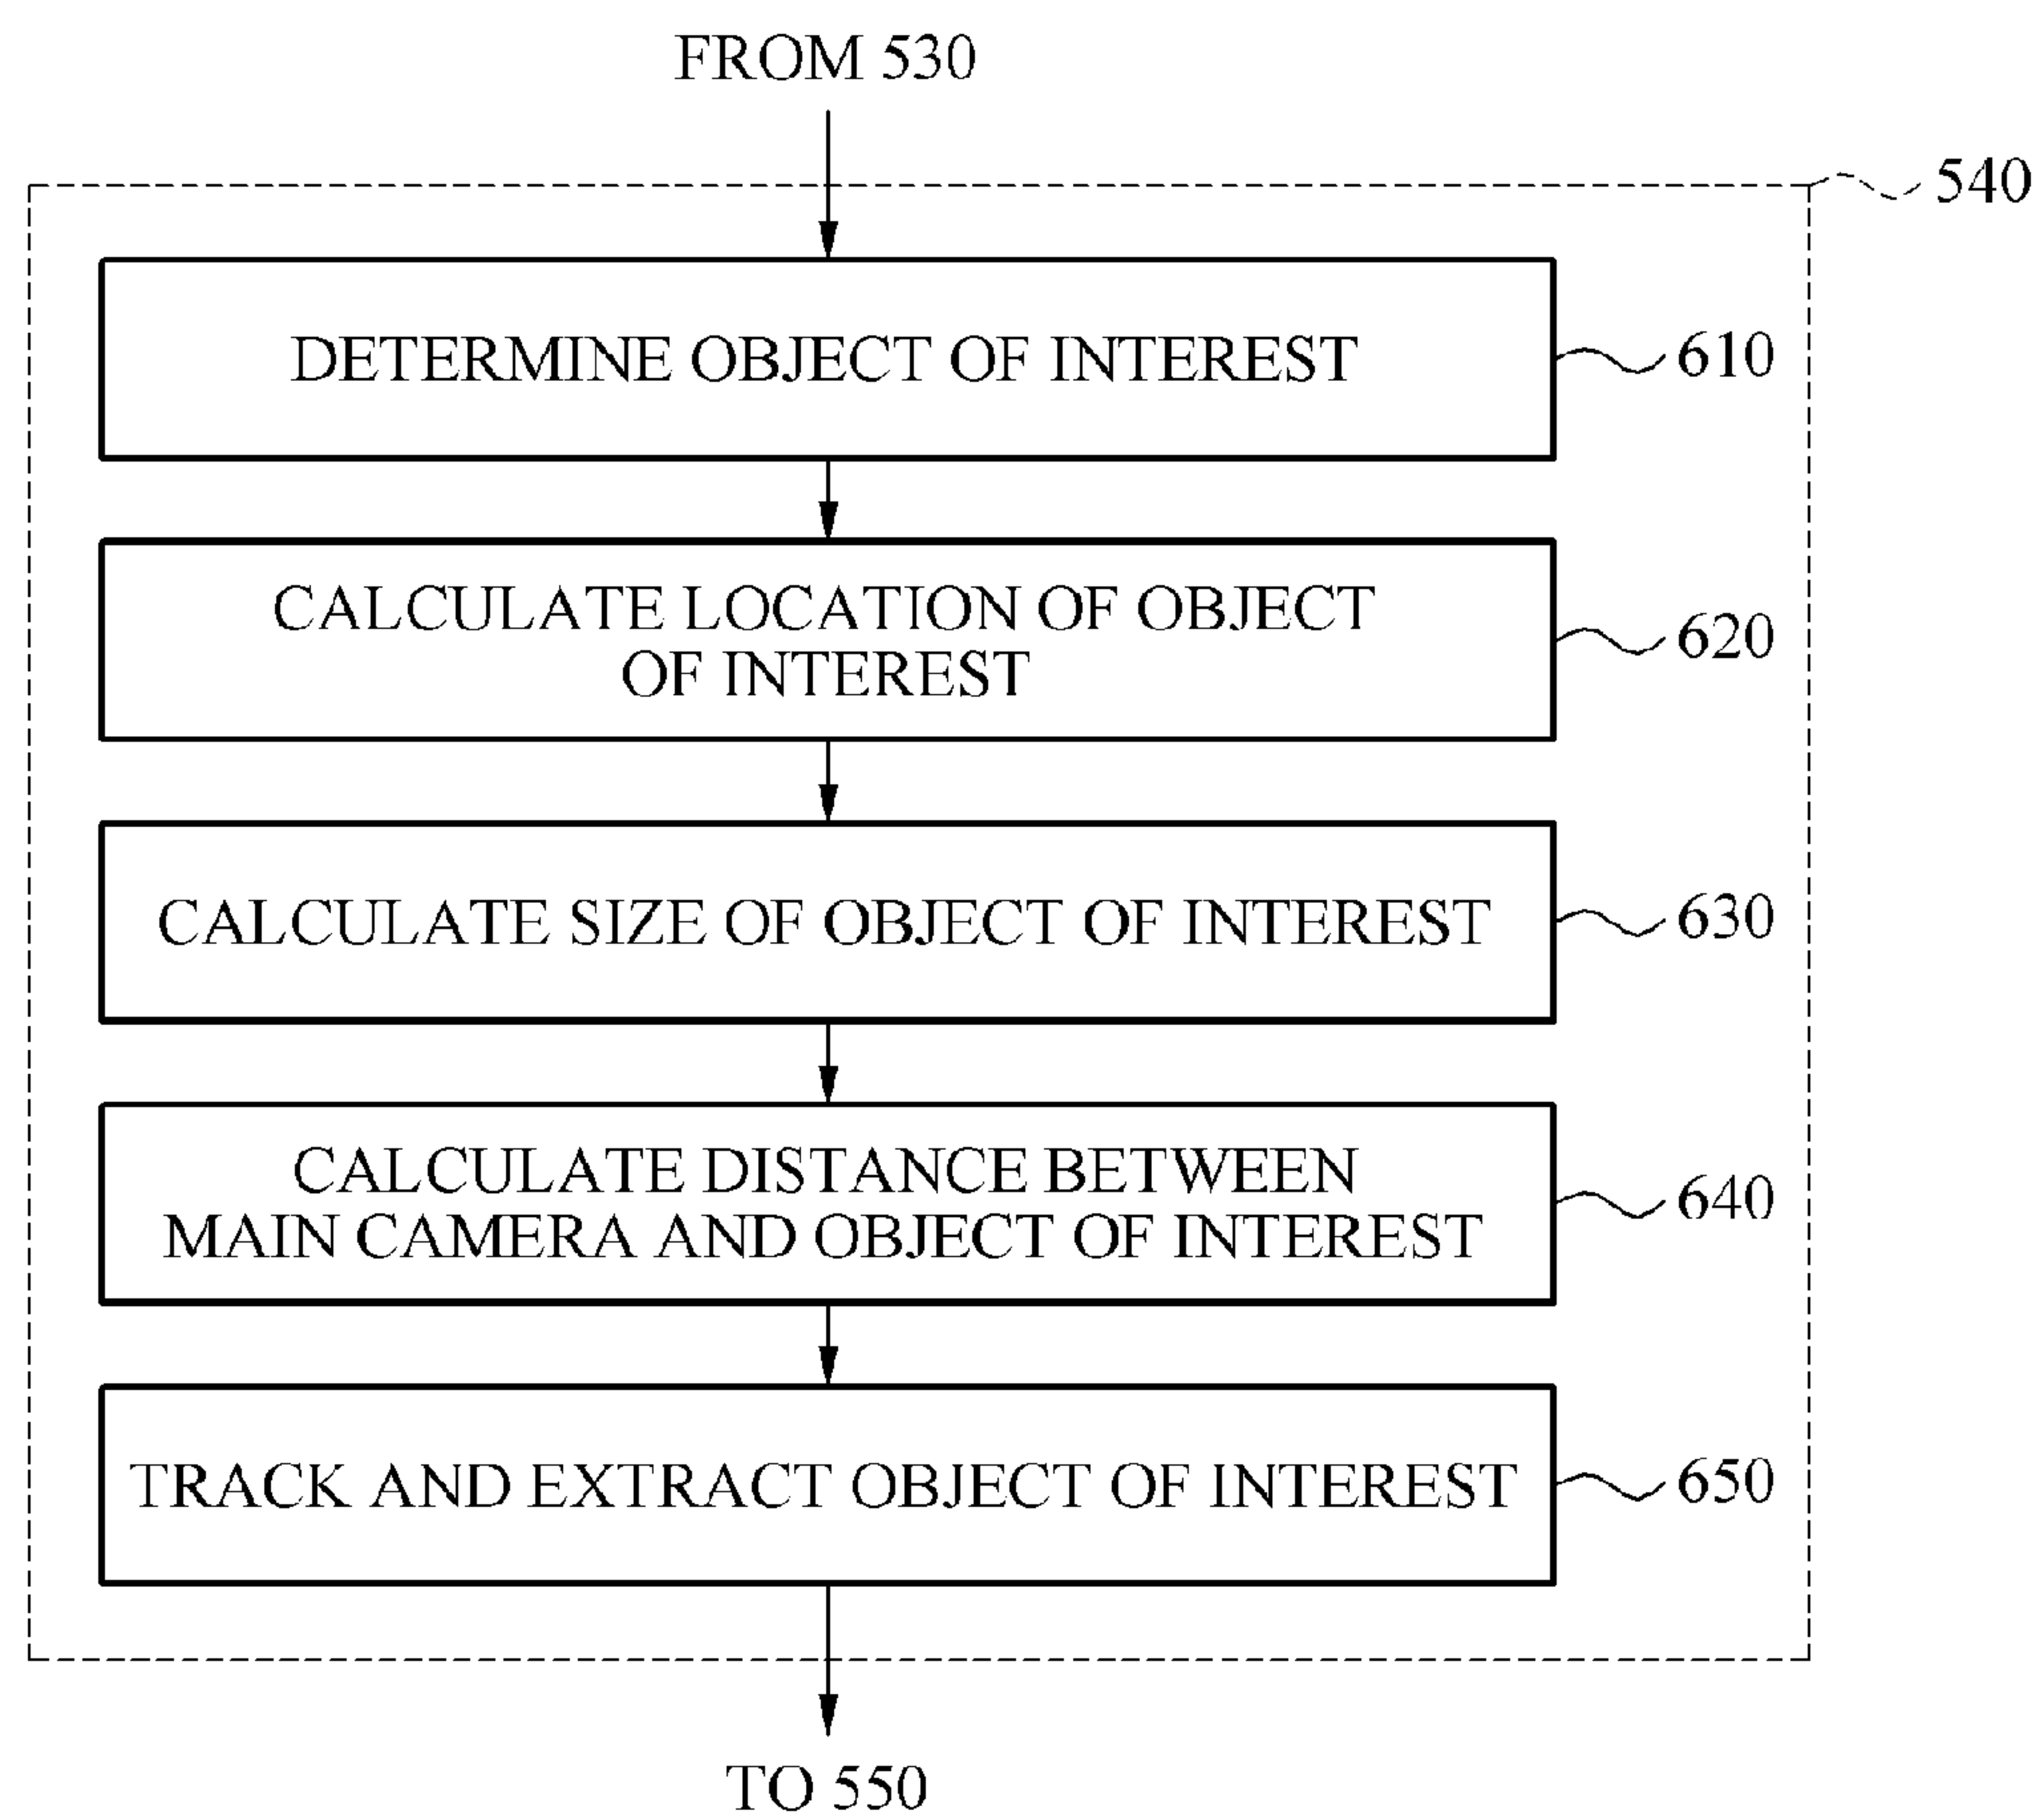 FROM 530
540
DETERMINE OBJECT OF INTEREST
610
CALCULATE LOCATION OF OBJECT
OF INTEREST
620
CALCULATE SIZE OF OBJECT OF INTEREST
630
CALCULATE DISTANCE BETWEEN
MAIN CAMERA AND OBJECT OF INTEREST
640
TRACK AND EXTRACT OBJECT OF INTEREST
650
TO 550